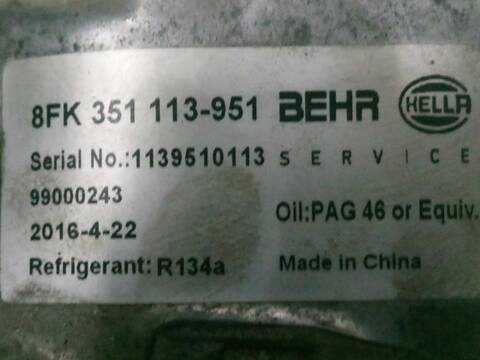 8FK 351 113-951 BEHR HELLA
Serial No.:1139510113 SERVICE
99000243
2016-4-22 Oil:PAG 46 or Equiv.
Refrigerant: R134a Made in China